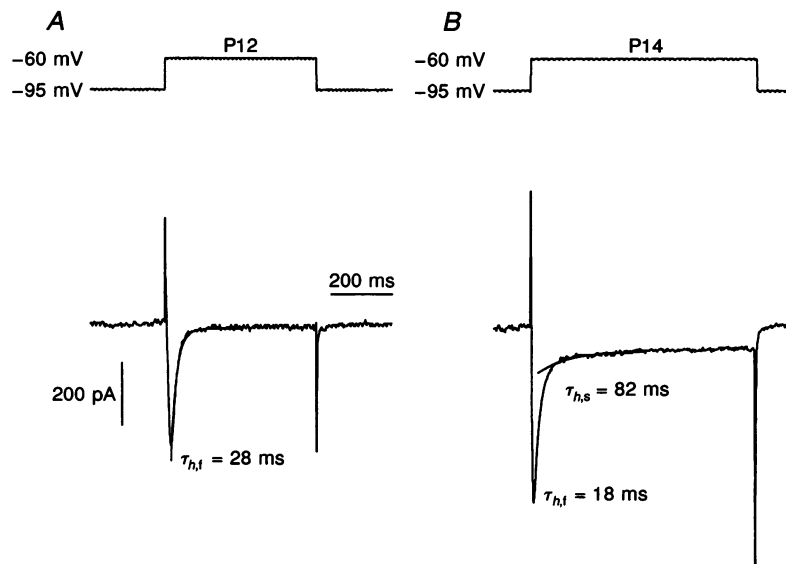 A
P12
−60 mV
−95 mV
200 ms
200 pA
τh,f = 28 ms
B
P14
−60 mV
−95 mV
τh,s = 82 ms
τh,f = 18 ms